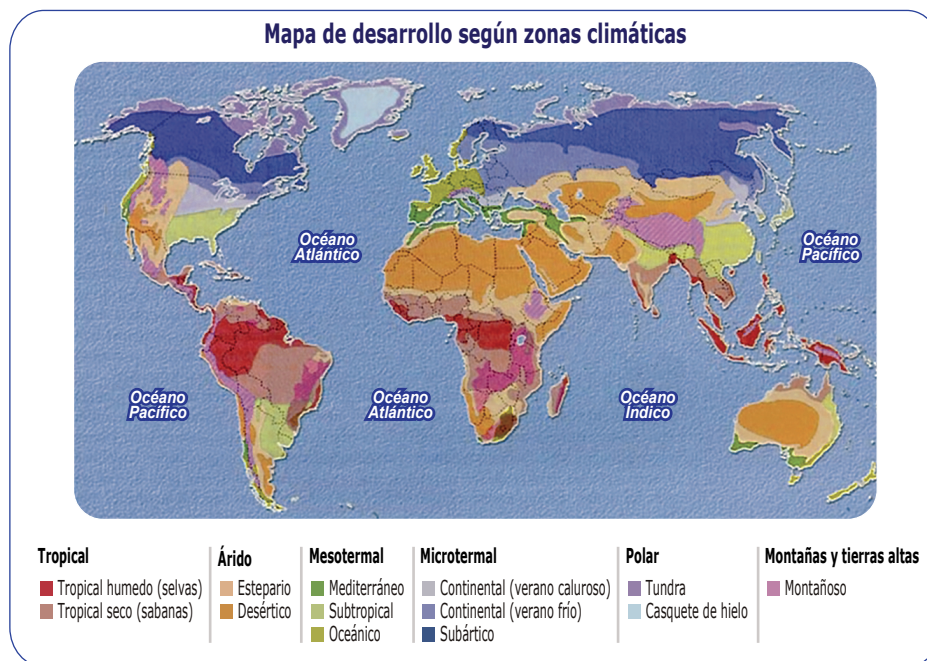 Mapa de desarrollo según zonas climáticas
Océano
Atlántico
Océano
Pacífico
Océano
Pacífico
Océano
Atlántico
Océano
Índico
Tropical
Tropical humedo (selvas)
Tropical seco (sabanas)
Árido
Estepario
Desértico
Mesotermal
Mediterráneo
Subtropical
Oceánico
Microtermal
Continental (verano caluroso)
Continental (verano frío)
Subártico
Polar
Tundra
Casquete de hielo
Montañas y tierras altas
Montañoso